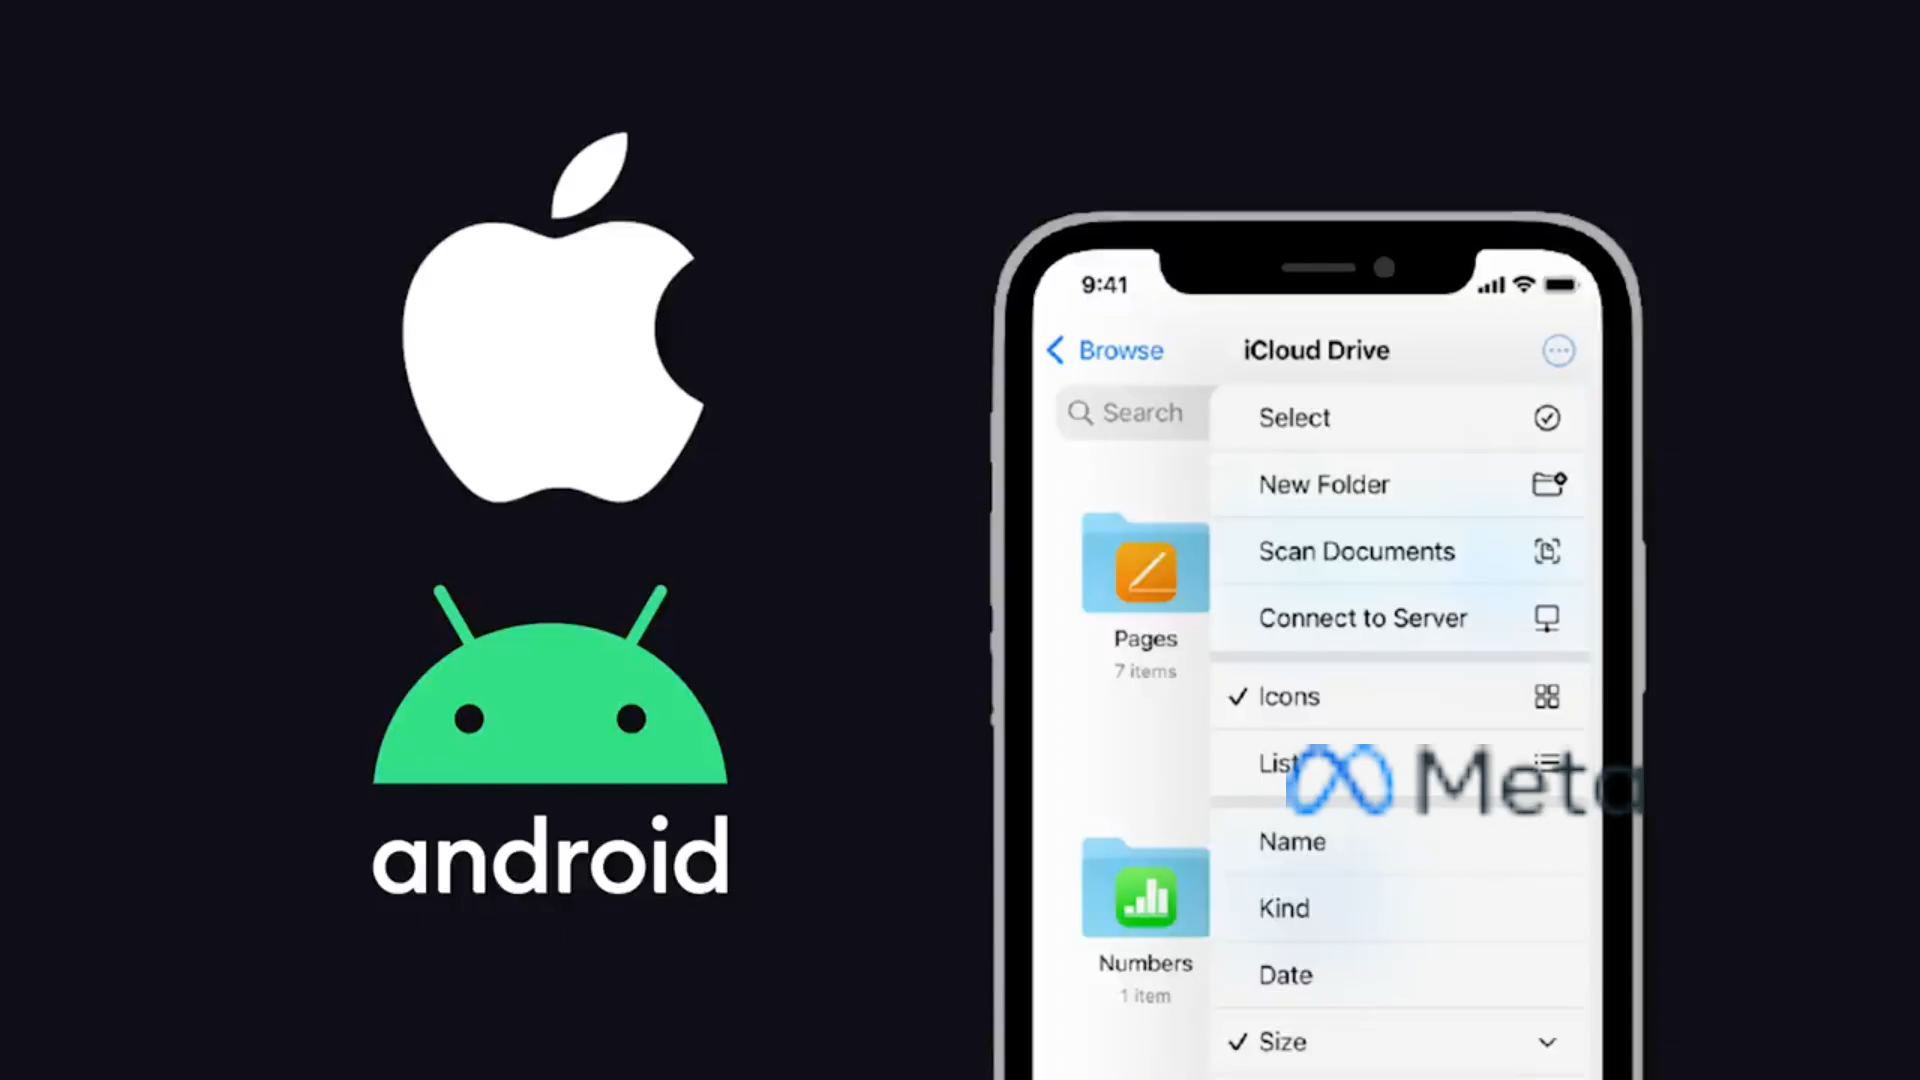 android
9:41
Browse
iCloud Drive
Search
Select
New Folder
Scan Documents
Connect to Server
Pages
7 items
Icons
List
Meta
Name
Kind
Numbers
1 item
Date
Size